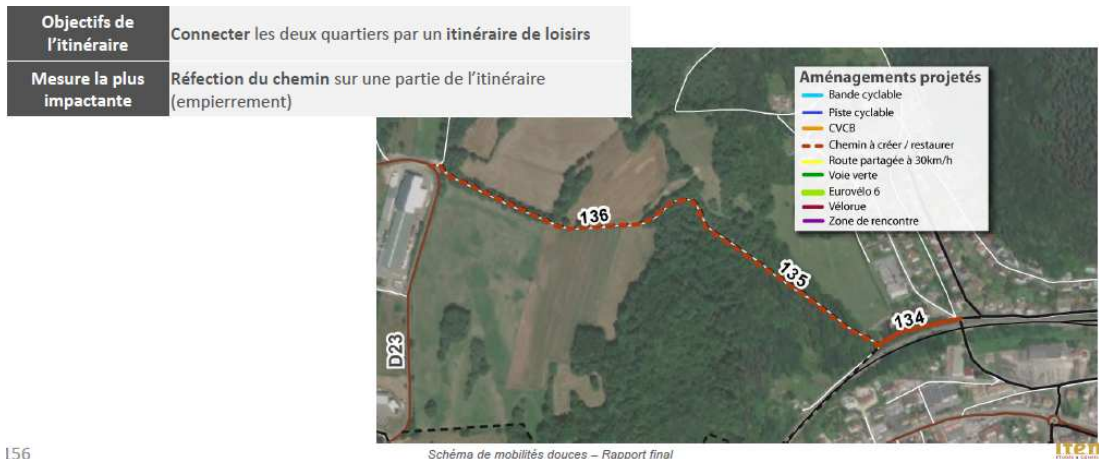 Objectifs de
l'itinéraire
Connecter les deux quartiers par un itinéraire de loisirs
Mesure la plus
impactante
Réfection du chemin sur une partie de l'itinéraire
(empierrement)
Aménagements projetés
Bande cyclable
Piste cyclable
CVCB
Chemin à créer / restaurer
Route partagée à 30km/h
Voie verte
Eurovélo 6
Vélorue
Zone de rencontre
136
135
134
D23
156
Schéma de mobilités douces – Rapport final
iTEM